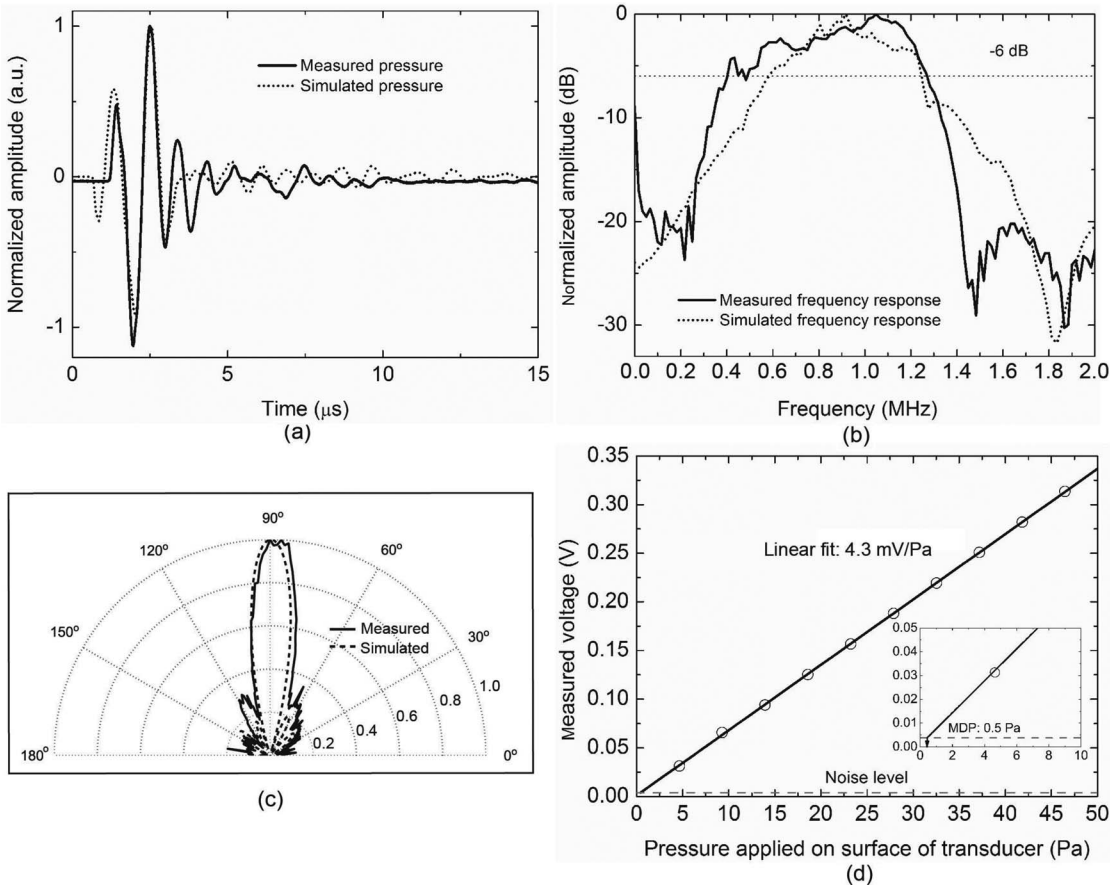 1
0
-1
Normalized amplitude (a.u.)
Measured pressure
Simulated pressure
0 5 10 15
Time (μs)
(a)
0
-10
-20
-30
Normalized amplitude (dB)
-6 dB
Measured frequency response
Simulated frequency response
0.0 0.2 0.4 0.6 0.8 1.0 1.2 1.4 1.6 1.8 2.0
Frequency (MHz)
(b)
90°
120° 60°
150° 30°
Measured
Simulated
1.0
0.8
0.6
0.4
0.2
180° 0°
(c)
0.35
0.30
0.25
0.20
0.15
0.10
0.05
0.00
Measured voltage (V)
Linear fit: 4.3 mV/Pa
0.05
0.04
0.03
0.02
0.01
0.00
MDP: 0.5 Pa
0 2 4 6 8 10
Noise level
0 5 10 15 20 25 30 35 40 45 50
Pressure applied on surface of transducer (Pa)
(d)